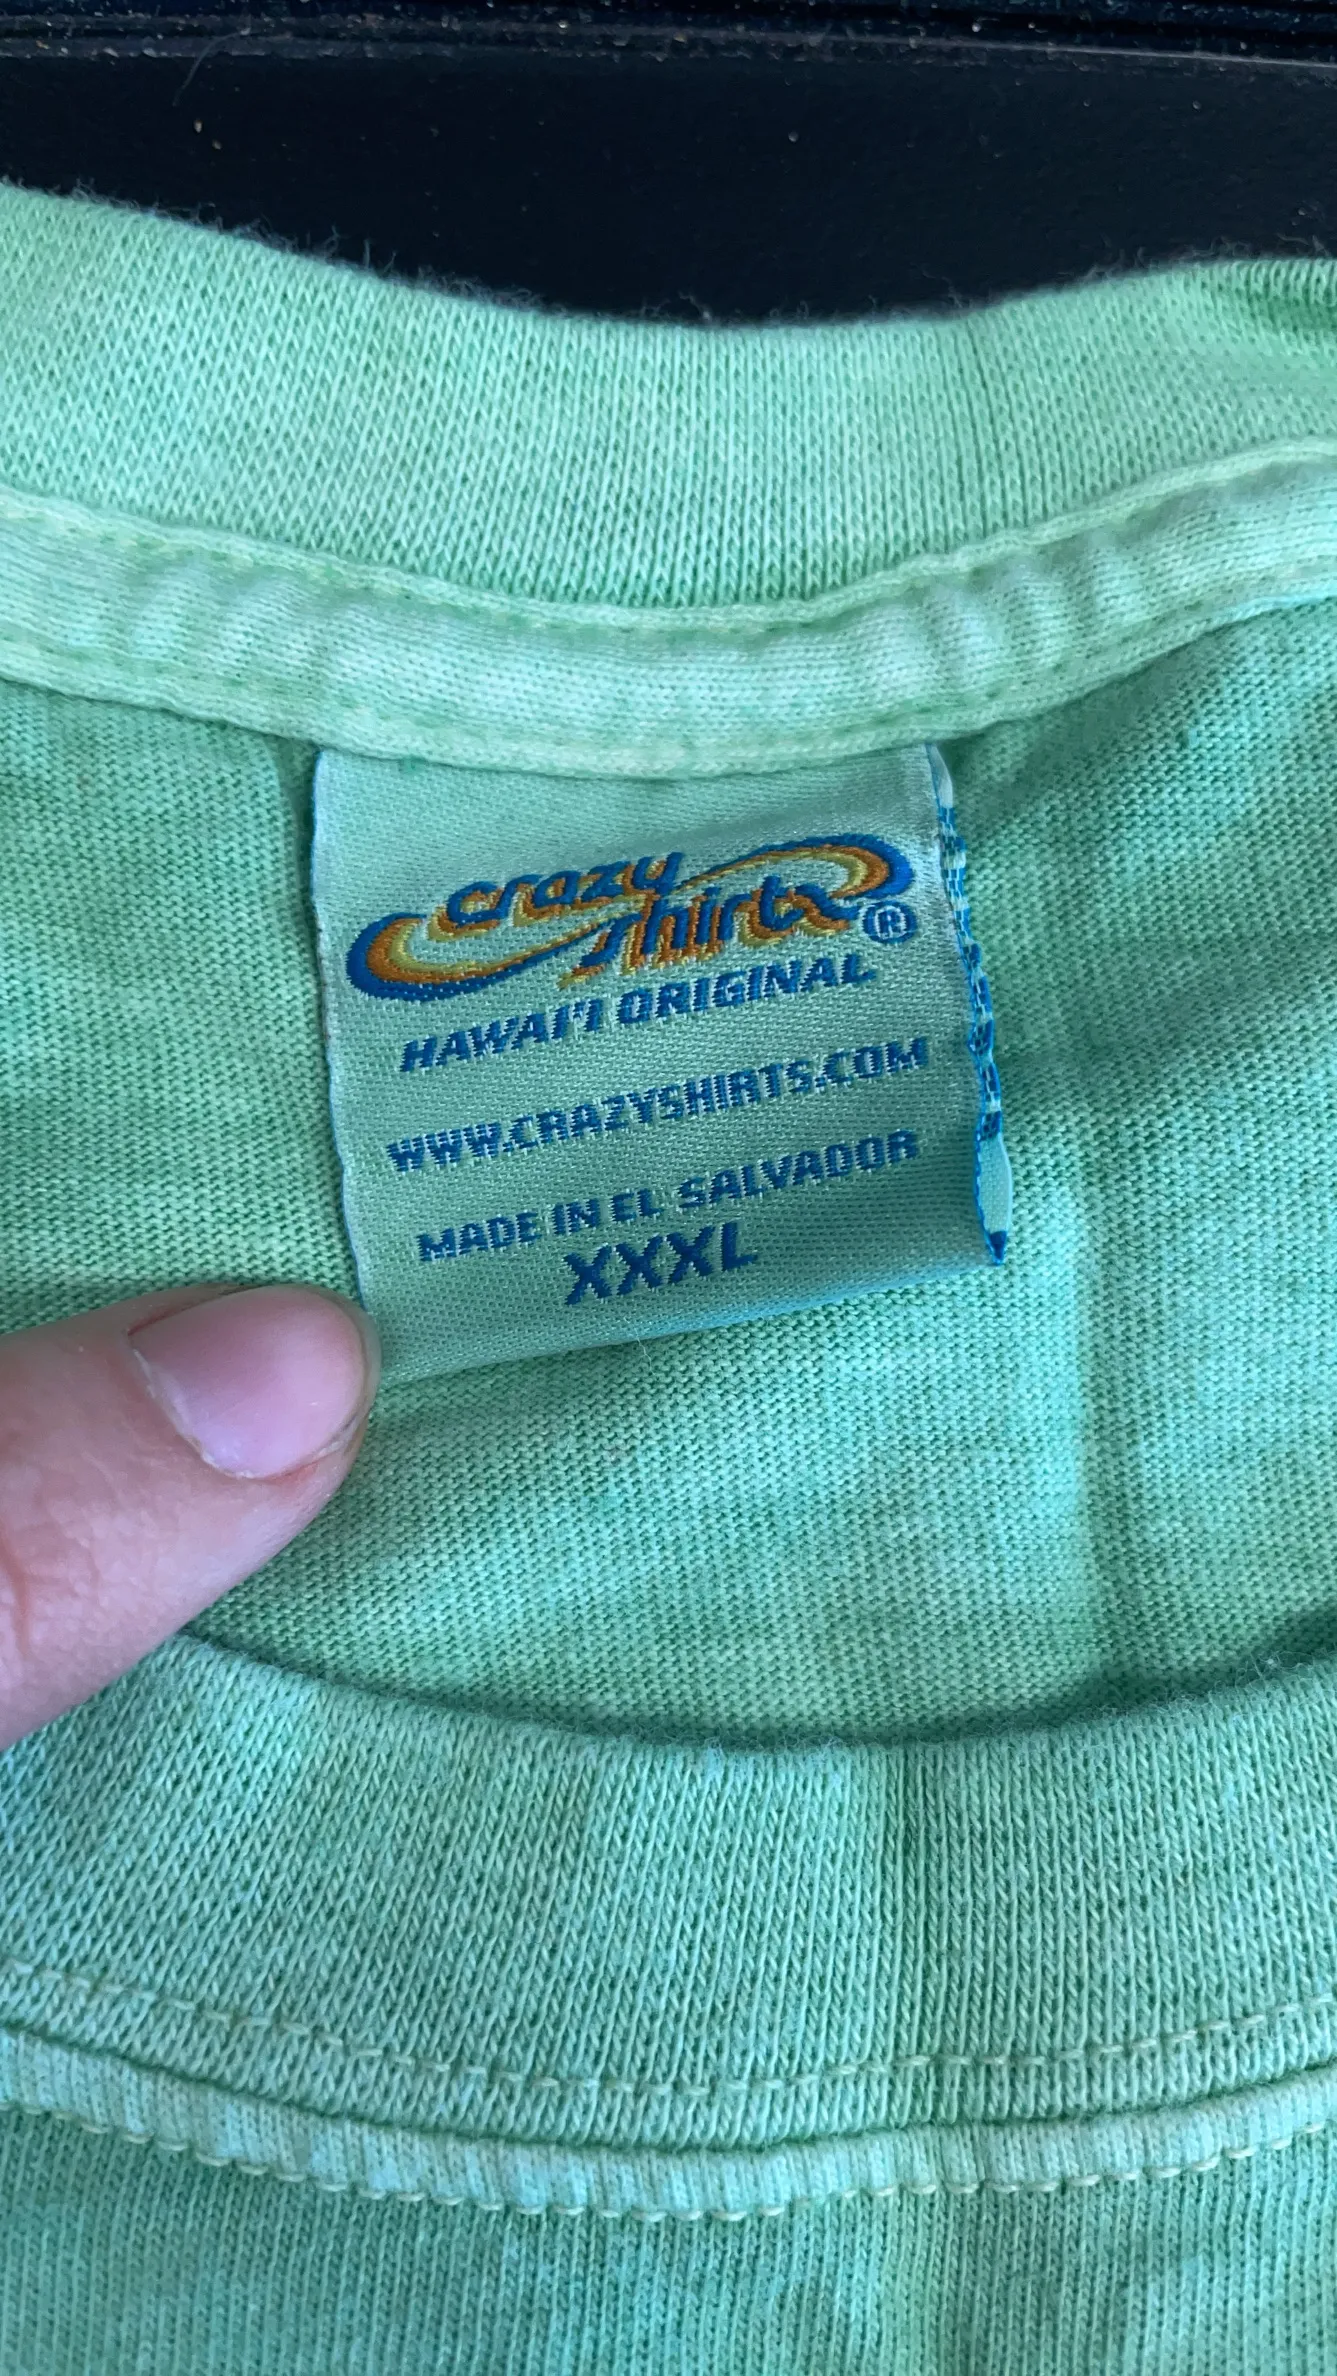 crazy
shirts®
HAWAI'I ORIGINAL
WWW.CRAZYSHIRTS.COM
MADE IN EL SALVADOR
XXXL